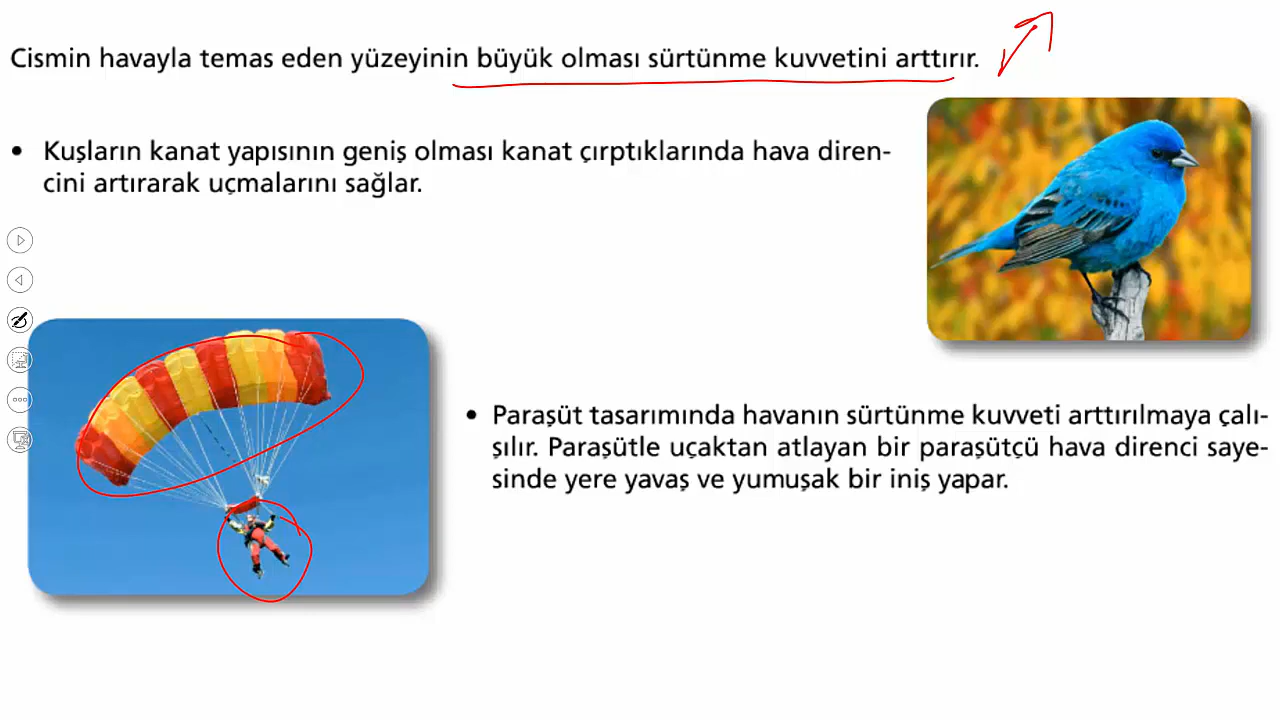 Cismin havayla temas eden yüzeyinin büyük olması sürtünme kuvvetini arttırır.
• Kuşların kanat yapısının geniş olması kanat çırptıklarında hava diren-
cini artırarak uçmalarını sağlar.
• Paraşüt tasarımında havanın sürtünme kuvveti arttırılmaya çalı-
şılır. Paraşütle uçaktan atlayan bir paraşütçü hava direnci saye-
sinde yere yavaş ve yumuşak bir iniş yapar.